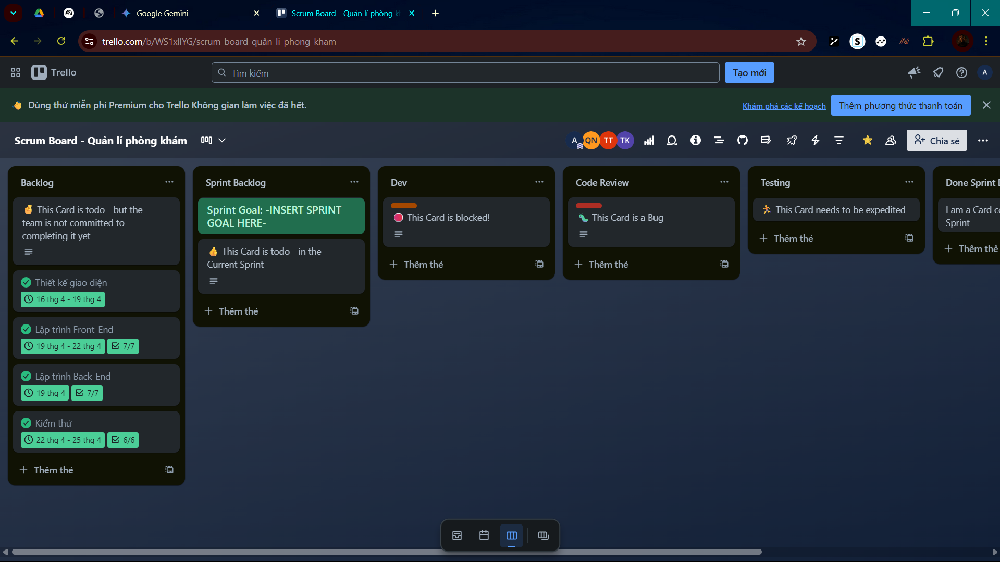 Google Gemini
Scrum Board - Quản lí phòng kh
trello.com/b/WS1xllYG/scrum-board-quản-li-phong-kham
Trello
Tìm kiếm
Tạo mới
A
Dùng thử miễn phí Premium cho Trello Không gian làm việc đã hết.
Khám phá các kế hoạch
Thêm phương thức thanh toán
Scrum Board - Quản lí phòng khám
A QN TT TK
Chia sẻ
Backlog
This Card is todo - but the
team is not committed to
completing it yet
Thiết kế giao diện
16 thg 4 - 19 thg 4
Lập trình Front-End
19 thg 4 - 22 thg 4 7/7
Lập trình Back-End
19 thg 4 7/7
Kiểm thử
22 thg 4 - 25 thg 4 6/6
Thêm thẻ
Sprint Backlog
Sprint Goal: -INSERT SPRINT
GOAL HERE-
This Card is todo - in the
Current Sprint
Thêm thẻ
Dev
This Card is blocked!
Thêm thẻ
Code Review
This Card is a Bug
Thêm thẻ
Testing
This Card needs to be expedited
Thêm thẻ
Done Sprint
I am a Card
Sprint
Thêm thẻ